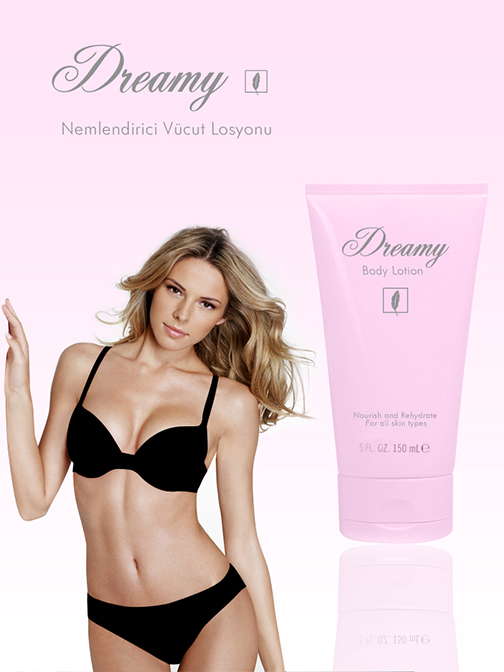 Dreamy
Nemlendirici Vücut Losyonu
Dreamy
Body Lotion
Nourish and Rehydrate
For all skin types
5 FL. OZ. 150 mL ℮